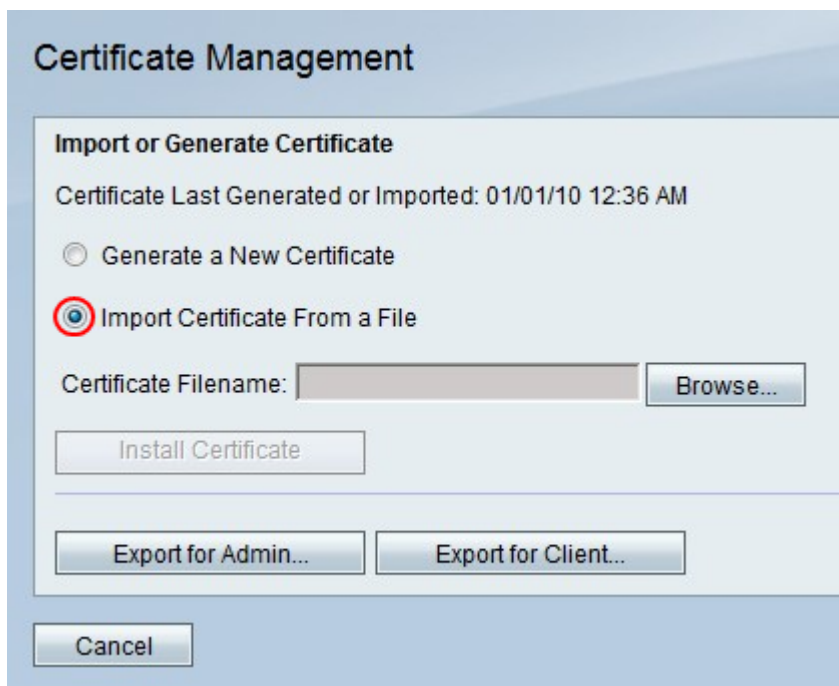 Certificate Management
Import or Generate Certificate
Certificate Last Generated or Imported: 01/01/10 12:36 AM
Generate a New Certificate
Import Certificate From a File
Certificate Filename:
Browse...
Install Certificate
Export for Admin...
Export for Client...
Cancel